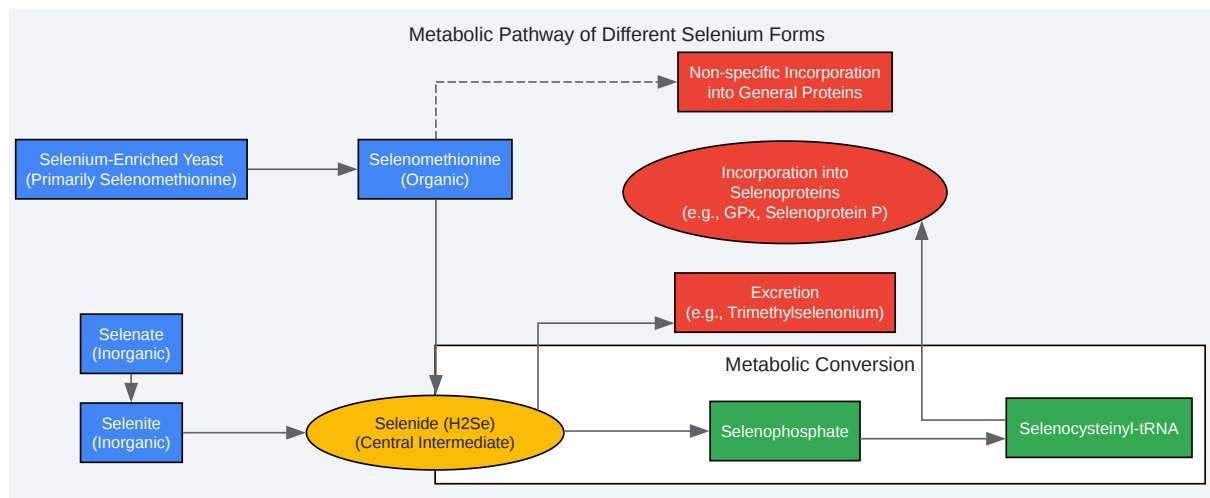 Metabolic Pathway of Different Selenium Forms
Non-specific Incorporation
into General Proteins
Selenium-Enriched Yeast
(Primarily Selenomethionine)
Selenomethionine
(Organic)
Incorporation into
Selenoproteins
(e.g., GPx, Selenoprotein P)
Excretion
(e.g., Trimethylselenonium)
Selenate
(Inorganic)
Metabolic Conversion
Selenite
(Inorganic)
Selenide (H2Se)
(Central Intermediate)
Selenophosphate
Selenocysteinyl-tRNA